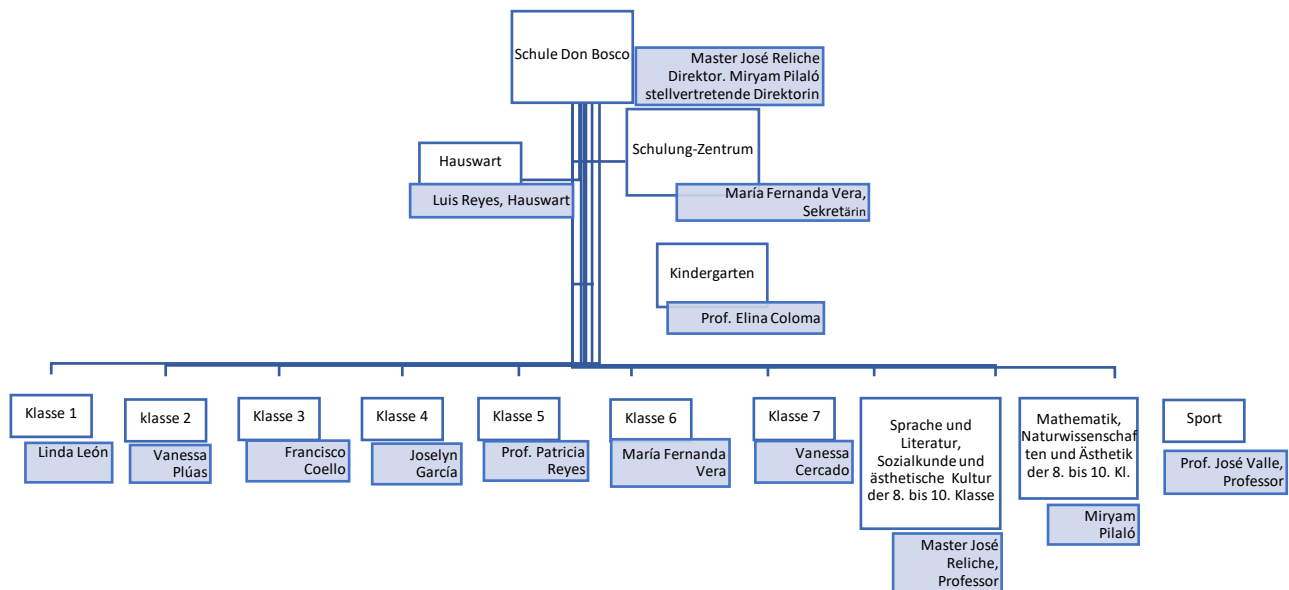 Schule Don Bosco
Master José Reliche
Direktor. Miryam Pilaló
stellvertretende Direktorin
Hauswart
Luis Reyes, Hauswart
Schulung-Zentrum
María Fernanda Vera,
Sekretärin
Kindergarten
Prof. Elina Coloma
Klasse 1
Linda León
klasse 2
Vanessa
Plúas
Klasse 3
Francisco
Coello
Klasse 4
Joselyn
García
Klasse 5
Prof. Patricia
Reyes
Klasse 6
María Fernanda
Vera
Klasse 7
Vanessa
Cercado
Sprache und
Literatur,
Sozialkunde und
ästhetische Kultur
der 8. bis 10. Klasse
Master José
Reliche,
Professor
Mathematik,
Naturwissenschaf
ten und Ästhetik
der 8. bis 10. Kl.
Miryam
Pilaló
Sport
Prof. José Valle,
Professor